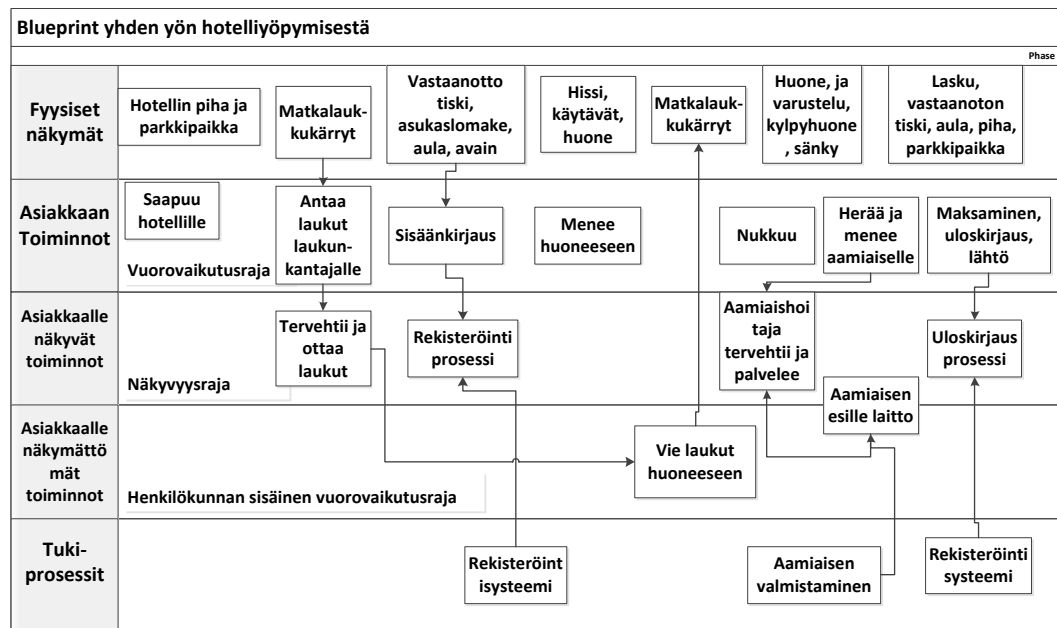 Blueprint yhden yön hotelliyöpymisestä
Phase
Fyysiset
näkymät
Hotellin piha ja
parkkipaikka
Matkalauk-
kukärryt
Vastaanotto
tiski,
asukaslomake,
aula, avain
Hissi,
käytävät,
huone
Matkalauk-
kukärryt
Huone, ja
varustelu,
kylpyhuone
, sänky
Lasku,
vastaanoton
tiski, aula, piha,
parkkipaikka
Asiakkaan
Toiminnot
Saapuu
hotellille
Antaa
laukut
laukun-
kantajalle
Sisäänkirjaus
Menee
huoneeseen
Nukkuu
Herää ja
menee
aamiaiselle
Maksaminen,
uloskirjaus,
lähtö
Vuorovaikutusraja
Asiakkaalle
näkyvät
toiminnot
Tervehtii ja
ottaa
laukut
Rekisteröinti
prosessi
Aamiaishoi
taja
tervehtii ja
palvelee
Uloskirjaus
prosessi
Näkyvyysraja
Asiakkaalle
näkymättö
mät
toiminnot
Vie laukut
huoneeseen
Aamiaisen
esille laitto
Henkilökunnan sisäinen vuorovaikutusraja
Tuki-
prosessit
Rekisteröint
isysteemi
Aamiaisen
valmistaminen
Rekisteröinti
systeemi